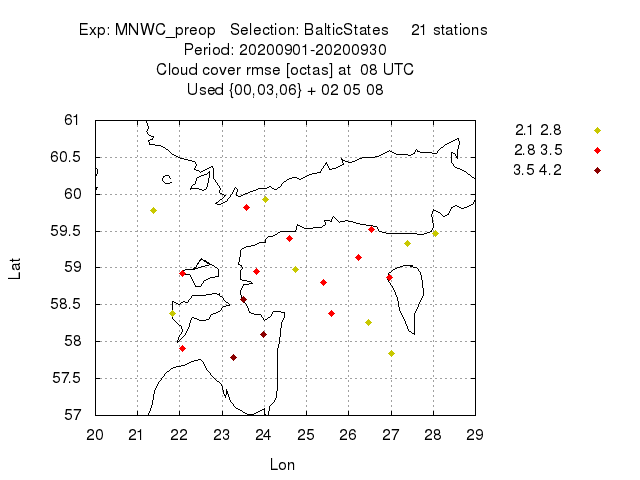 Exp: MNWC_preop Selection: BalticStates 21 stations
Period: 20200901-20200930
Cloud cover rmse [octas] at 08 UTC
Used {00,03,06} + 02 05 08
2.1 2.8
2.8 3.5
3.5 4.2
61
60.5
60
59.5
59
58.5
58
57.5
57
Lat
20 21 22 23 24 25 26 27 28 29
Lon